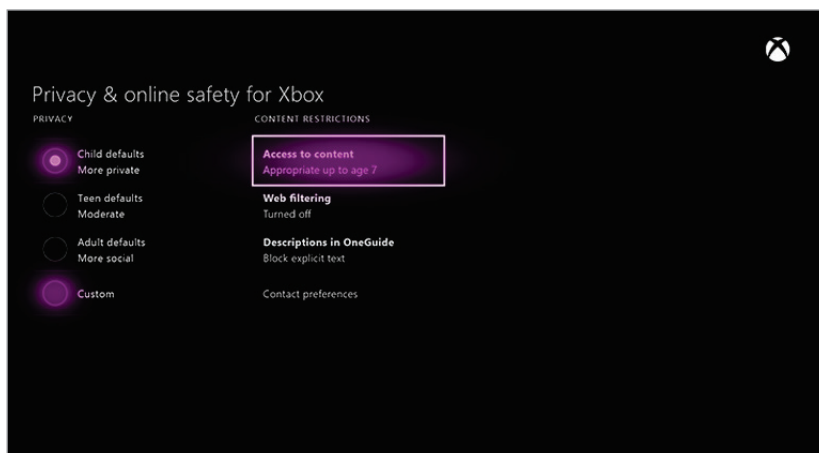 Privacy & online safety for Xbox
PRIVACY
Child defaults
More private
Teen defaults
Moderate
Adult defaults
More social
Custom
CONTENT RESTRICTIONS
Access to content
Appropriate up to age 7
Web filtering
Turned off
Descriptions in OneGuide
Block explicit text
Contact preferences